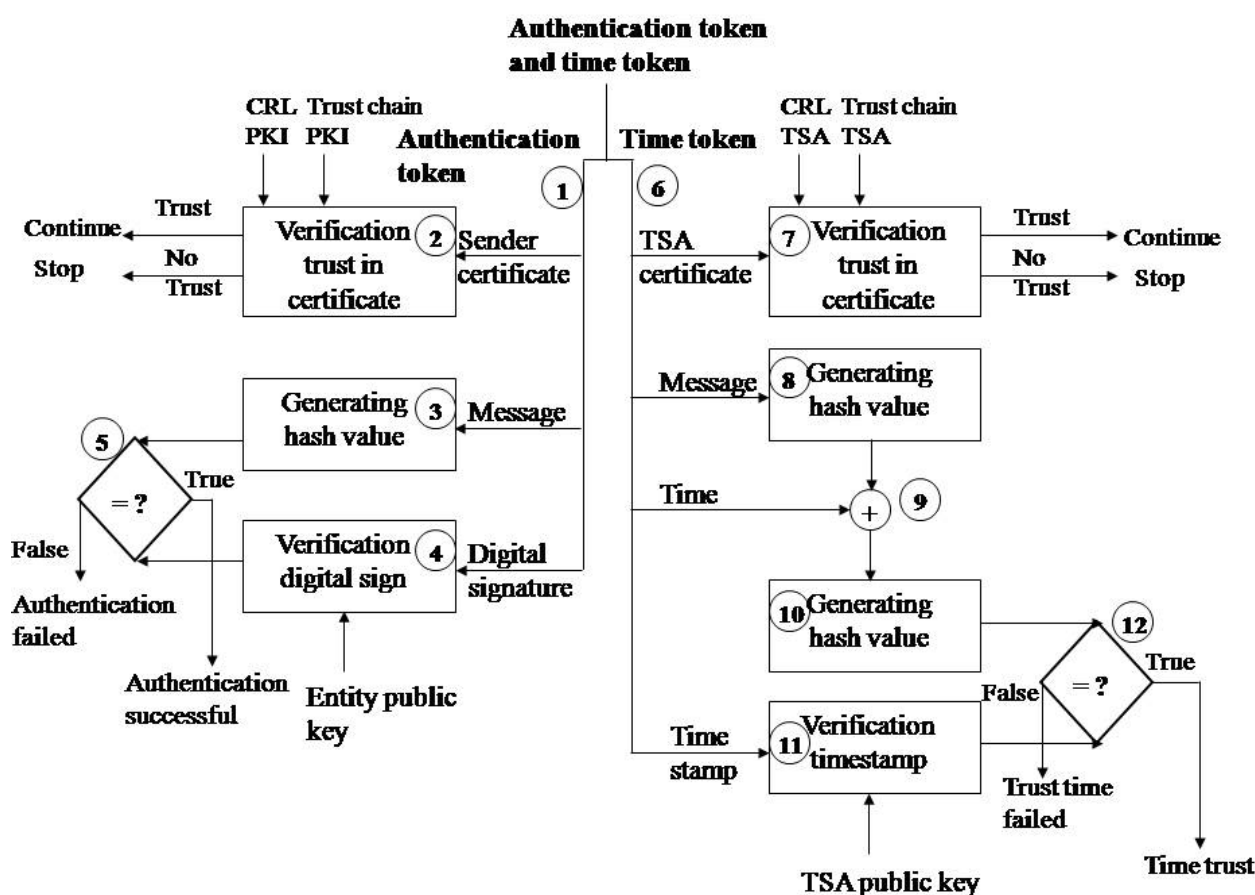 Authentication token
and time token
CRL Trust chain
PKI PKI
Authentication
token
Time token
CRL Trust chain
TSA TSA
1
6
Continue
Stop
Trust
No
Trust
Verification
trust in
certificate
2
Sender
certificate
TSA
certificate
7
Verification
trust in
certificate
Trust
No
Trust
Continue
Stop
Generating
hash value
3
Message
Message
8
Generating
hash value
5
= ?
True
False
Time
+
9
Verification
digital sign
4
Digital
signature
Authentication
failed
Authentication
successful
Entity public
key
10
Generating
hash value
12
= ?
True
False
Time
stamp
11
Verification
timestamp
Trust time
failed
Time trust
TSA public key